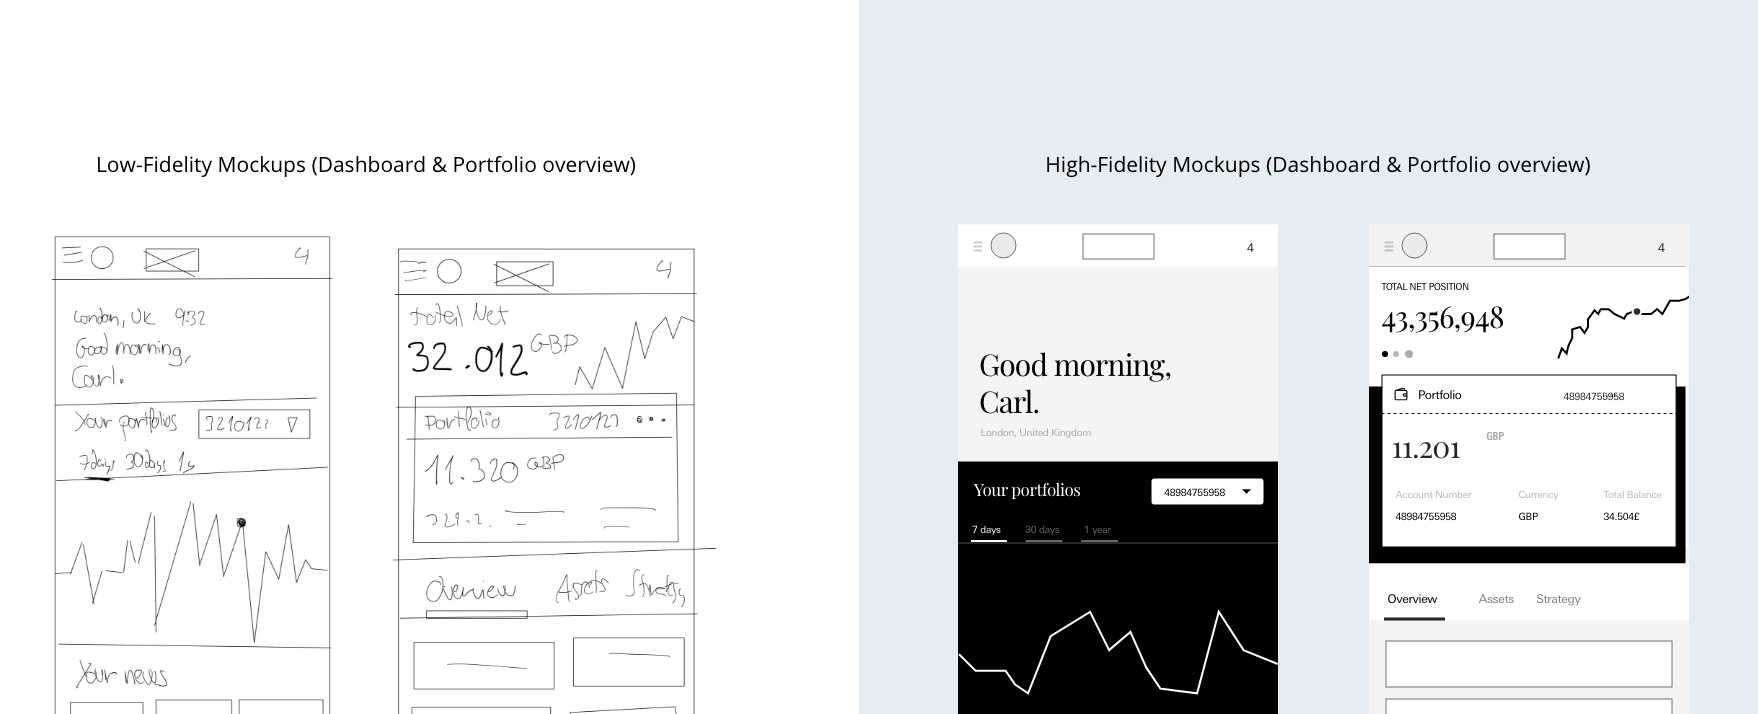 Low-Fidelity Mockups (Dashboard & Portfolio overview)
4
London, UK 9:32
Good morning,
Carl.
Your portfolios
7days 30days 1y
Your news
4
Total Net
32.012 GBP
Portfolio
11.320 GBP
Overview Assets
High-Fidelity Mockups (Dashboard & Portfolio overview)
4
Good morning,
Carl.
London, United Kingdom
Your portfolios 48984755958
7 days 30 days 1 year
4
TOTAL NET POSITION
43,356,948
Portfolio 48984755958
11.201 GBP
Account Number Currency Total Balance
48984755958 GBP 34.504£
Overview Assets Strategy